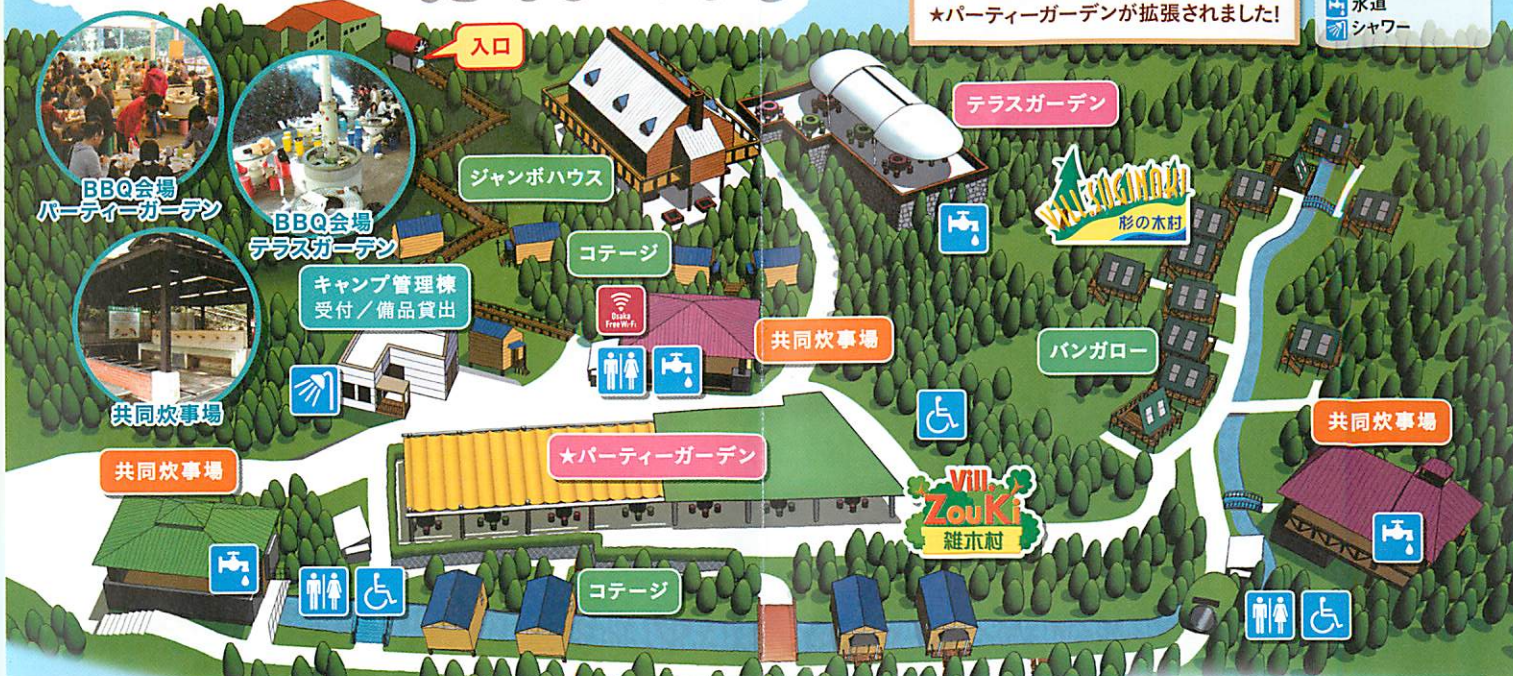 ★パーティーガーデンが拡張されました!
水道
シャワー
入口
テラスガーデン
BBQ会場
パーティーガーデン
BBQ会場
テラスガーデン
ジャンボハウス
VILL.SUGINOKI
杉の木村
コテージ
キャンプ管理棟
受付／備品貸出
Osaka
Free Wi-Fi
共同炊事場
バンガロー
共同炊事場
共同炊事場
共同炊事場
★パーティーガーデン
Vill.
ZouKi
雑木村
コテージ